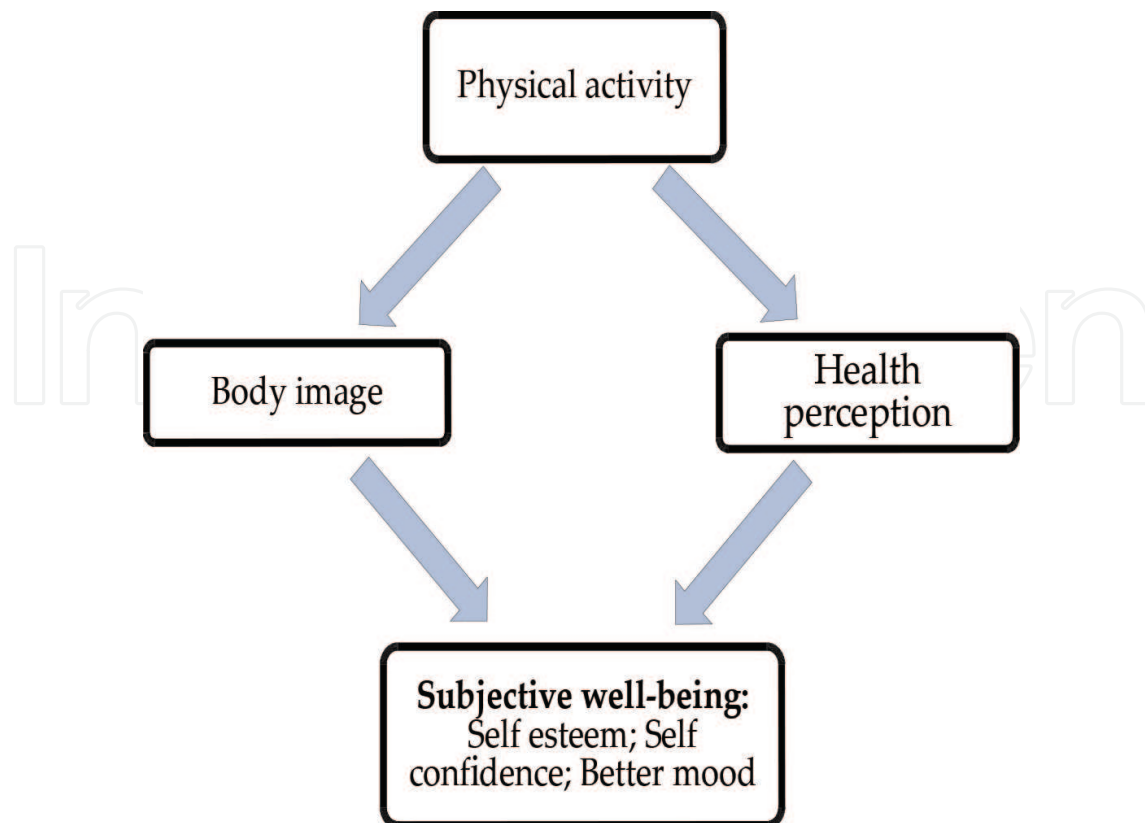 Physical activity
Body image
Health
perception
Subjective well-being:
Self esteem; Self
confidence; Better mood